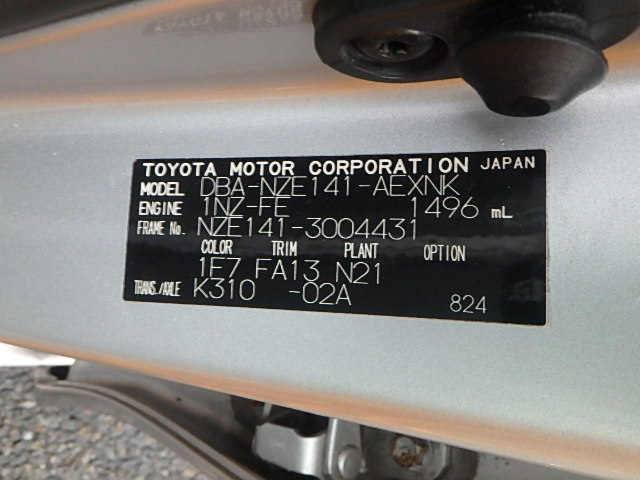 TOYOTA MOTOR CORPORATION JAPAN
MODEL DBA-NZE141-AEXNK
ENGINE 1NZ-FE 1496 mL
FRAME No. NZE141-3004431
COLOR TRIM PLANT OPTION
1F7 FA13 N21
TRANS./AXLE K310 -02A 824